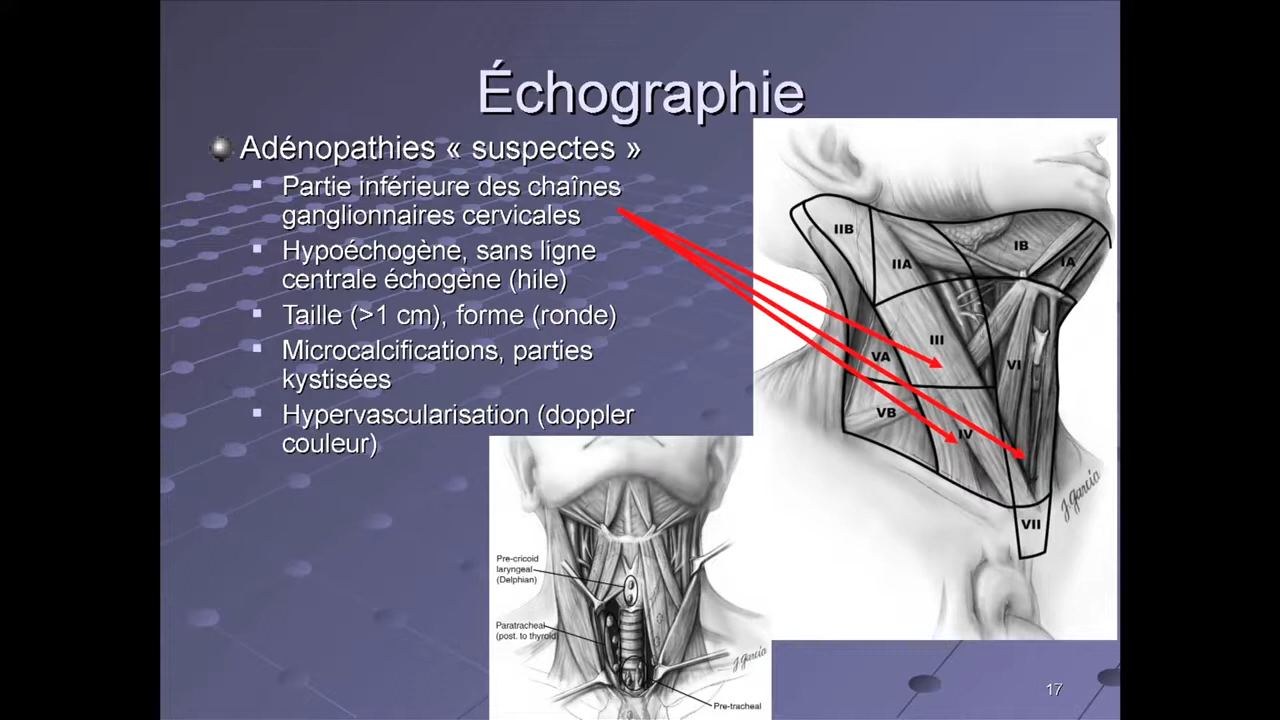 Échographie
Adénopathies « suspectes »
Partie inférieure des chaînes
ganglionnaires cervicales
Hypoéchogène, sans ligne
centrale échogène (hile)
Taille (>1 cm), forme (ronde)
Microcalcifications, parties
kystisées
Hypervascularisation (doppler
couleur)
IIB
IB
IA
IIA
III
VA
VI
VB
IV
VII
J. García
Pre-cricoid
laryngeal
(Delphian)
Paratracheal
(post. to thyroid)
J. García
Pre-tracheal
17